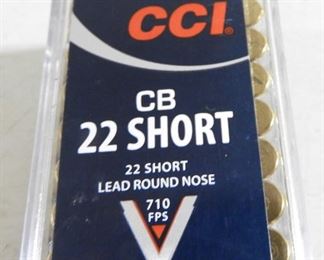 CCI®
CB
22 SHORT
22 SHORT
LEAD ROUND NOSE
710
FPS